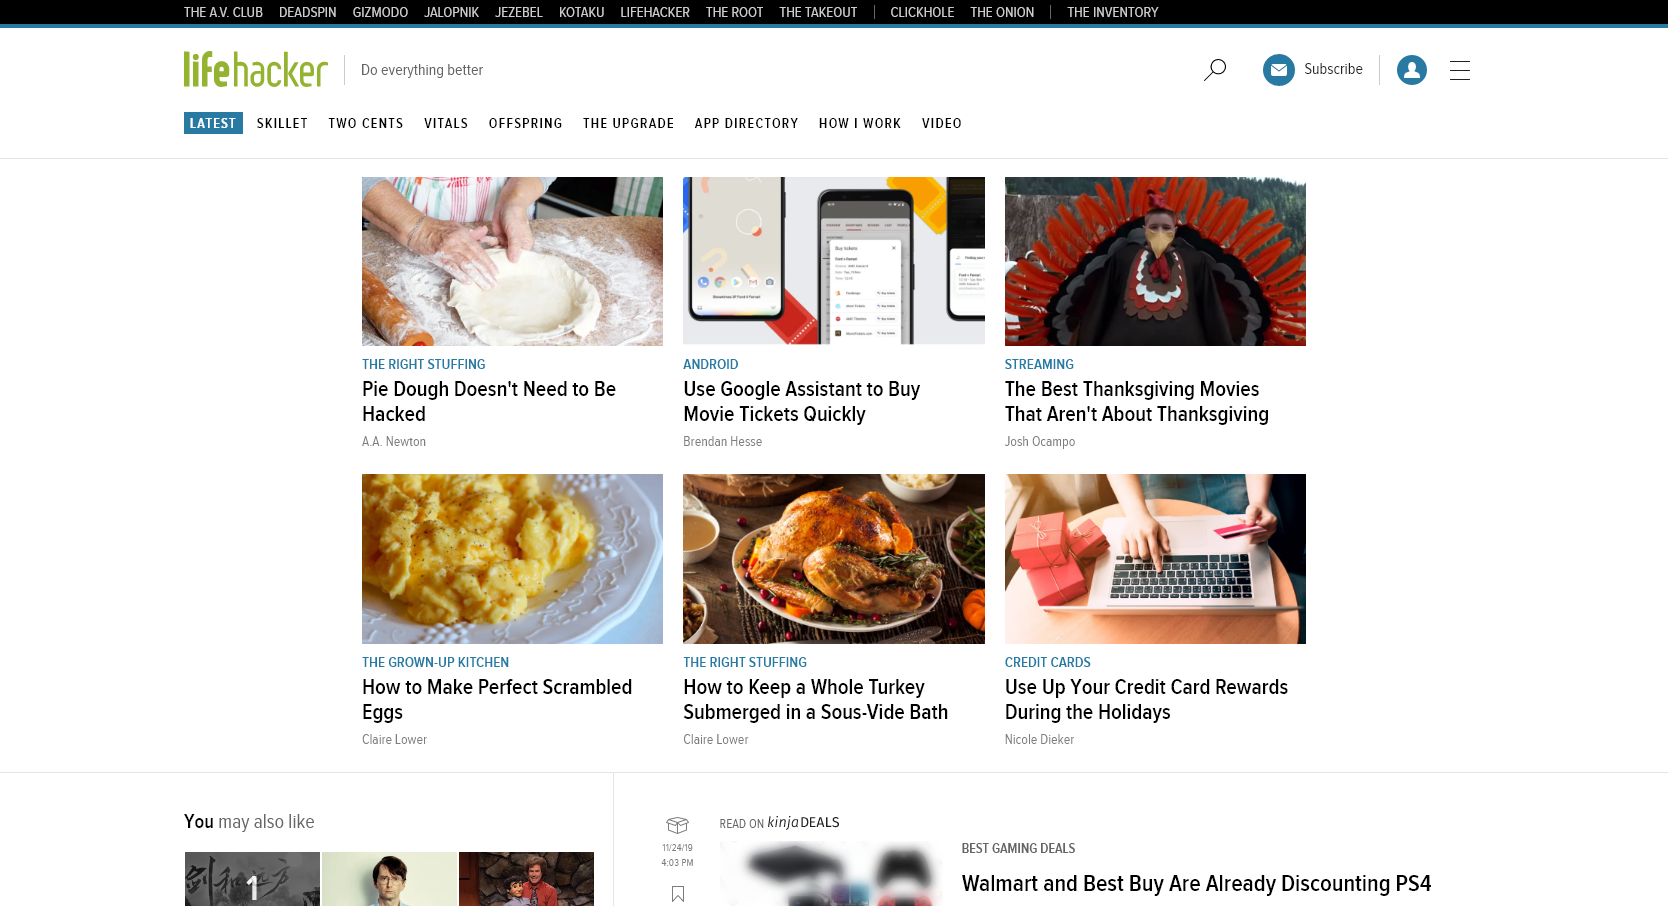 THE A.V. CLUB DEADSPIN GIZMODO JALOPNIK JEZEBEL KOTAKU LIFEHACKER THE ROOT THE TAKEOUT CLICKHOLE THE ONION THE INVENTORY
lifehacker Do everything better Subscribe
LATEST SKILLET TWO CENTS VITALS OFFSPRING THE UPGRADE APP DIRECTORY HOW I WORK VIDEO
Buy tickets
THE RIGHT STUFFING
Pie Dough Doesn't Need to Be
Hacked
A.A. Newton
ANDROID
Use Google Assistant to Buy
Movie Tickets Quickly
Brendan Hesse
STREAMING
The Best Thanksgiving Movies
That Aren't About Thanksgiving
Josh Ocampo
THE GROWN-UP KITCHEN
How to Make Perfect Scrambled
Eggs
Claire Lower
THE RIGHT STUFFING
How to Keep a Whole Turkey
Submerged in a Sous-Vide Bath
Claire Lower
CREDIT CARDS
Use Up Your Credit Card Rewards
During the Holidays
Nicole Dieker
You may also like
1
11/24/19
4:03 PM
READ ON kinja DEALS
BEST GAMING DEALS
Walmart and Best Buy Are Already Discounting PS4